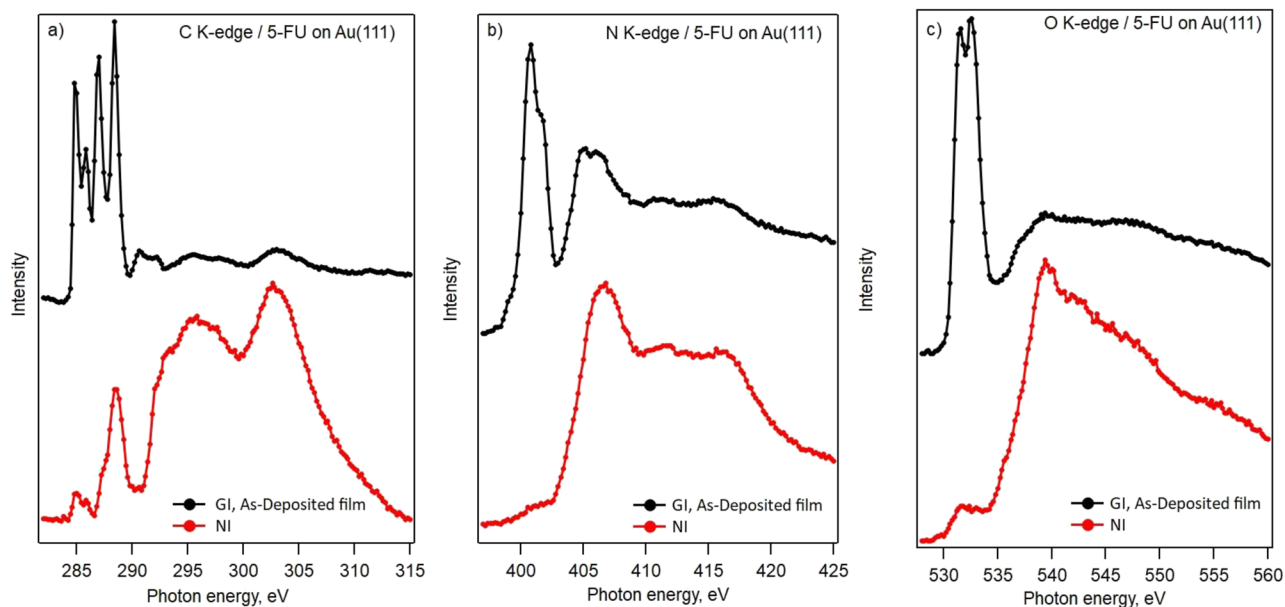 a) C K-edge / 5-FU on Au(111)
Intensity
GI, As-Deposited film
NI
285 290 295 300 305 310 315
Photon energy, eV
b) N K-edge / 5-FU on Au(111)
Intensity
GI, As-Deposited film
NI
400 405 410 415 420 425
Photon energy, eV
c) O K-edge / 5-FU on Au(111)
Intensity
GI, As-Deposited film
NI
530 540 550 560
Photon energy, eV